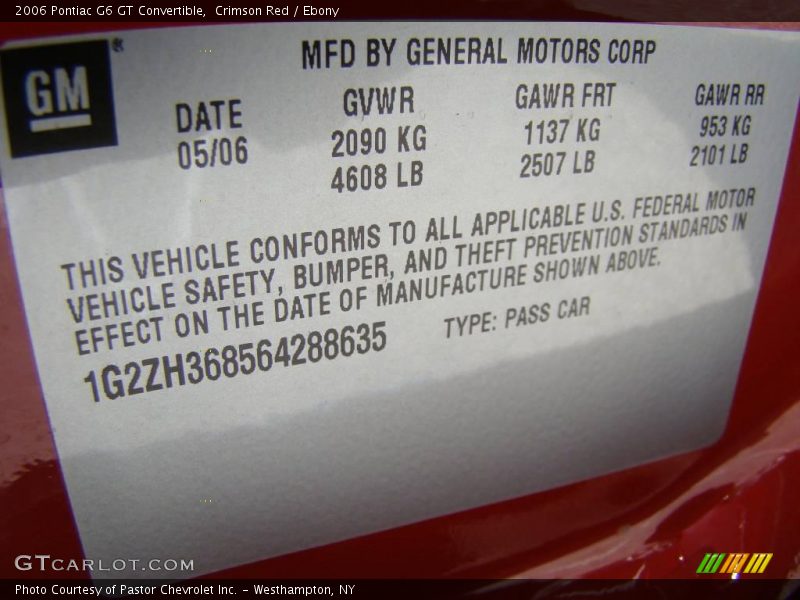 2006 Pontiac G6 GT Convertible,  Crimson Red / Ebony
GM®
MFD BY GENERAL MOTORS CORP
DATE GVWR GAWR FRT GAWR RR
05/06 2090 KG 1137 KG 953 KG
4608 LB 2507 LB 2101 LB
THIS VEHICLE CONFORMS TO ALL APPLICABLE U.S. FEDERAL MOTOR
VEHICLE SAFETY, BUMPER, AND THEFT PREVENTION STANDARDS IN
EFFECT ON THE DATE OF MANUFACTURE SHOWN ABOVE.
1G2ZH368564288635 TYPE: PASS CAR
GTCARLOT.COM
Photo Courtesy of Pastor Chevrolet Inc. - Westhampton, NY